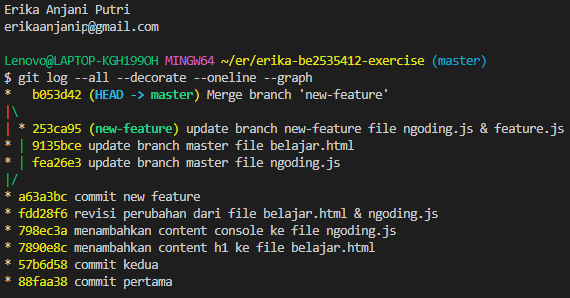 Erika Anjani Putri
erikaanjanip@gmail.com
Lenovo@LAPTOP-KGH199OH MINGW64 ~/er/erika-be2535412-exercise (master)
$ git log --all --decorate --oneline --graph
*   b053d42 (HEAD -> master) Merge branch 'new-feature'
|\
| * 253ca95 (new-feature) update branch new-feature file ngoding.js & feature.js
* | 9135bce update branch master file belajar.html
* | fea26e3 update branch master file ngoding.js
|/
* a63a3bc commit new feature
* fdd28f6 revisi perubahan dari file belajar.html & ngoding.js
* 798ec3a menambahkan content console ke file ngoding.js
* 7890e8c menambahkan content h1 ke file belajar.html
* 57b6d58 commit kedua
* 88faa38 commit pertama